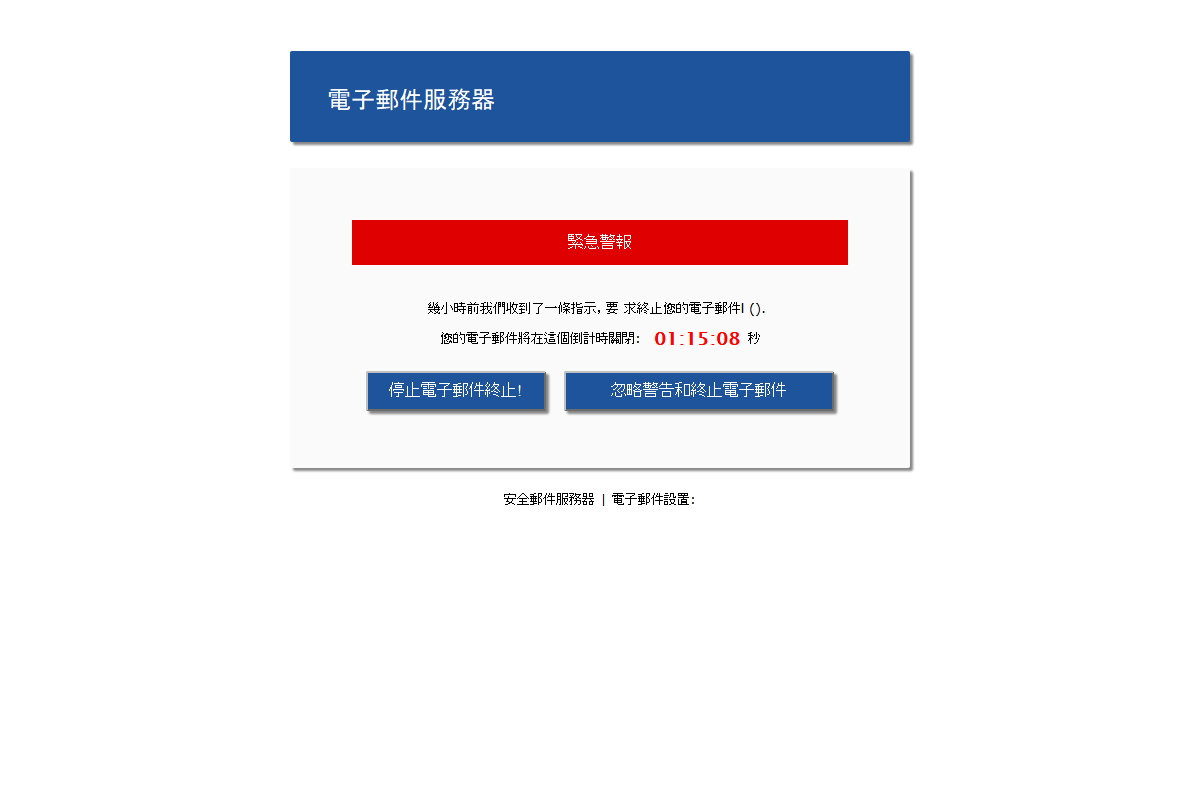 電子郵件服務器
緊急警報
幾小時前我們收到了一條指示, 要 求終止您的電子郵件! ().
您的電子郵件將在這個倒計時關閉: 01:15:08 秒
停止電子郵件終止!
忽略警告和終止電子郵件
安全郵件服務器 | 電子郵件設置: